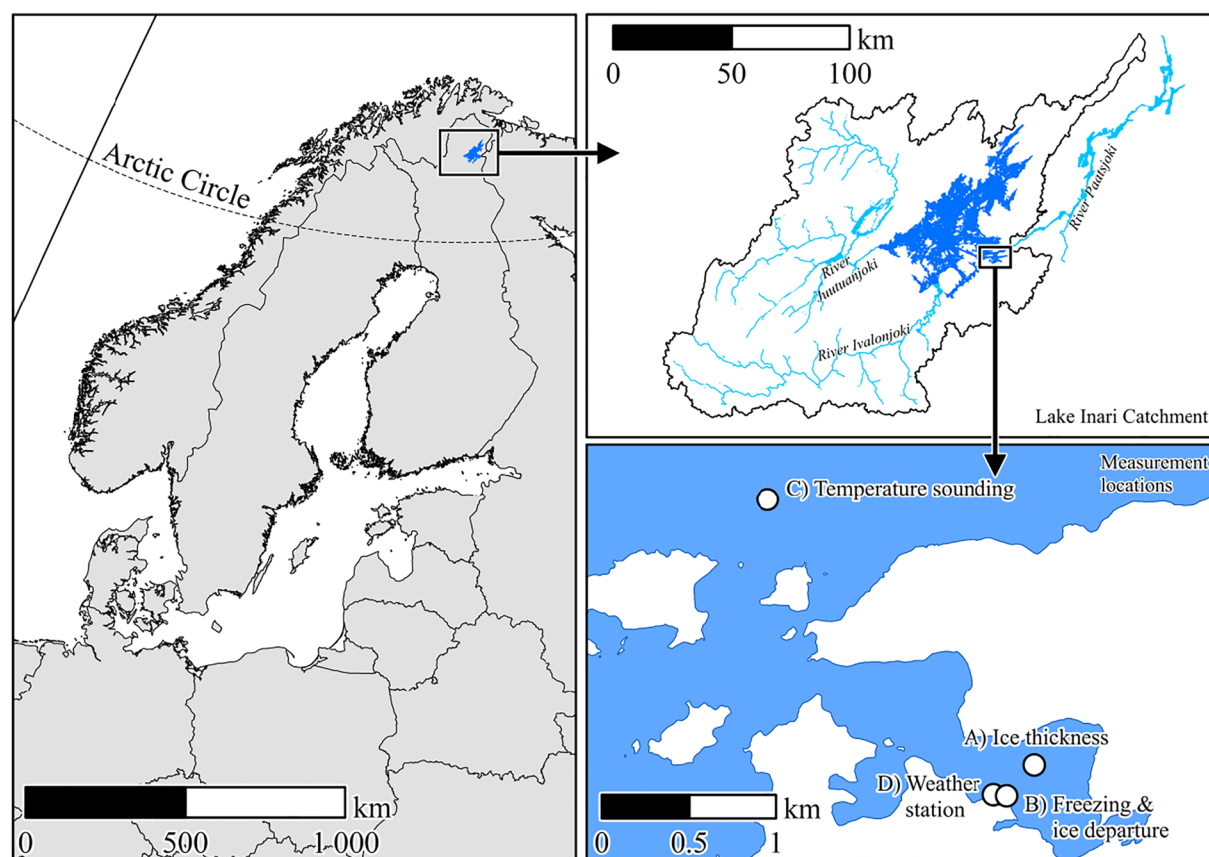 Arctic Circle
km
0 500 1 000
km
0 50 100
River Paatsjoki
River
Juutuanjoki
River Ivalonjoki
Lake Inari Catchment
Measurement
locations
C) Temperature sounding
A) Ice thickness
D) Weather
station
B) Freezing &
ice departure
km
0 0.5 1